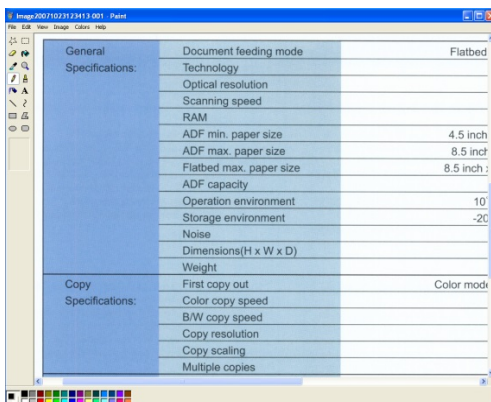 Image20071023123413-001 - Paint
File Edit View Image Colors Help
General Document feeding mode Flatbed
Specifications: Technology
Optical resolution
Scanning speed
RAM
ADF min. paper size 4.5 inch
ADF max. paper size 8.5 inch
Flatbed max. paper size 8.5 inch
ADF capacity
Operation environment 10
Storage environment -20
Noise
Dimensions(H x W x D)
Weight
Copy First copy out Color mode
Specifications: Color copy speed
B/W copy speed
Copy resolution
Copy scaling
Multiple copies